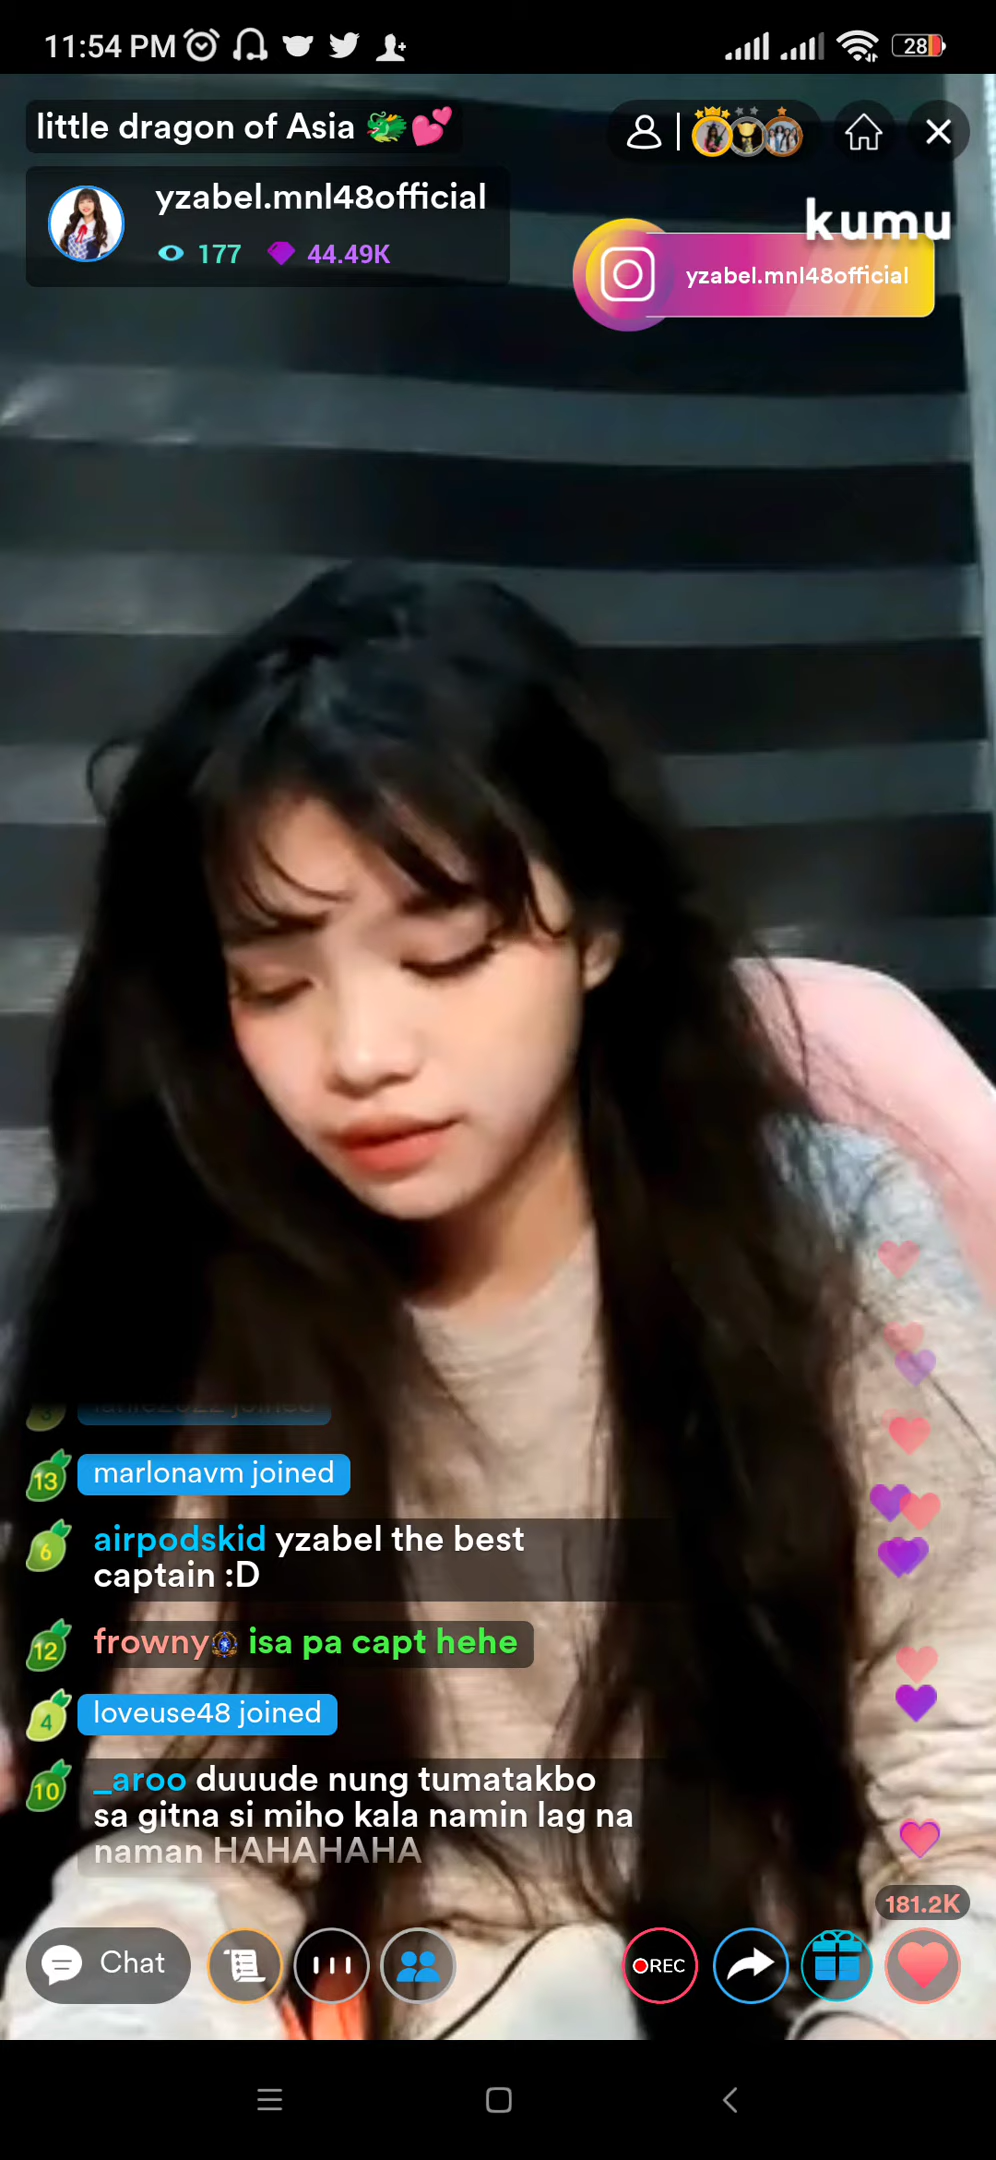 11:54 PM
28
little dragon of Asia 🐉💕
yzabel.mnl48official
177 44.49K
kumu
yzabel.mnl48official
joined
13 marlonavm joined
6 airpodskid yzabel the best
captain :D
12 frowny isa pa capt hehe
4 loveuse48 joined
10 _aroo duuude nung tumatakbo
sa gitna si miho kala namin lag na
naman HAHAHAHA
181.2K
Chat
REC